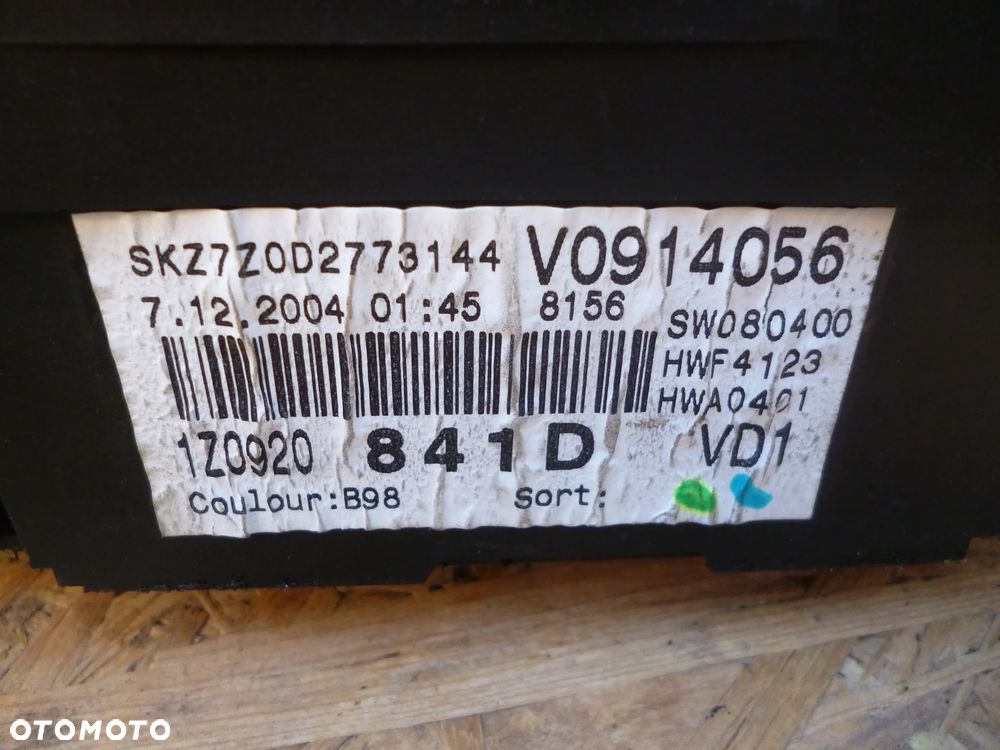 SKZ7Z0D2773144 V0914056
7.12.2004 01:45 8156 SW080400
HWF4123
HWA0401
1Z0920 841D VD1
Coulour:B98 Sort:
OTOMOTO